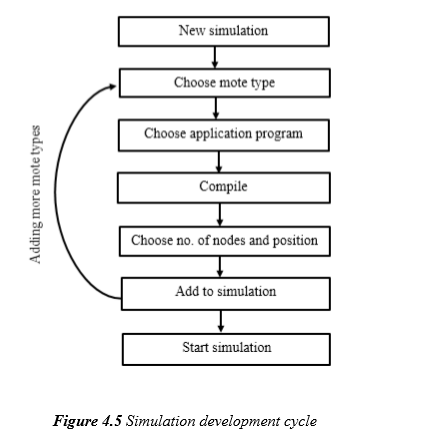 New simulation
Choose mote type
Choose application program
Compile
Choose no. of nodes and position
Add to simulation
Start simulation
Adding more mote types
Figure 4.5 Simulation development cycle